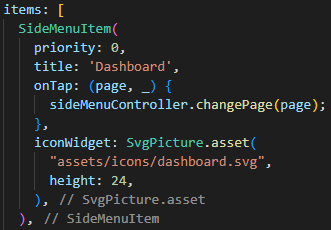 items: [
  SideMenuItem(
    priority: 0,
    title: 'Dashboard',
    onTap: (page, _) {
      sideMenuController.changePage(page);
    },
    iconWidget: SvgPicture.asset(
      "assets/icons/dashboard.svg",
      height: 24,
    ), // SvgPicture.asset
  ), // SideMenuItem